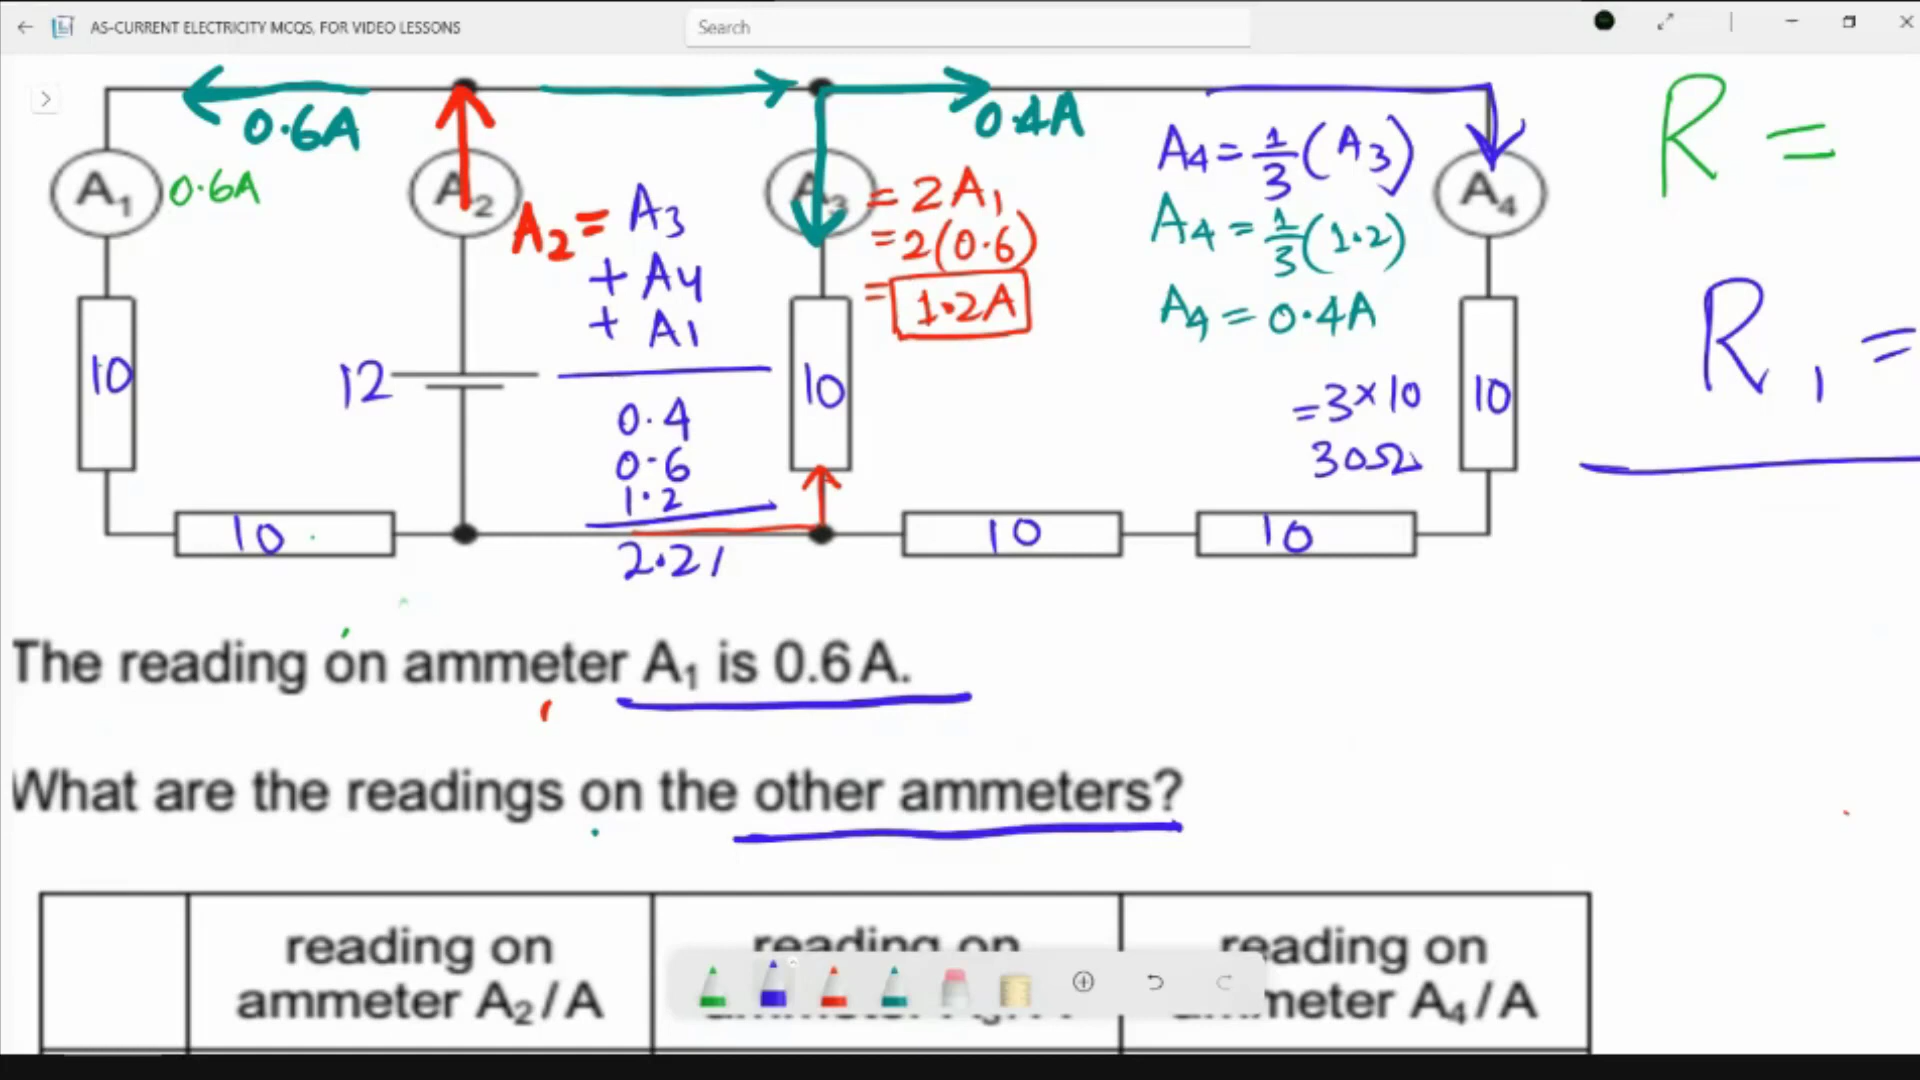 AS-CURRENT ELECTRICITY MCQS, FOR VIDEO LESSONS
Search
0.6A
0.4A
A₁
0.6A
A₂
A₂ = A₃
+ A4
+ A1
= 2A₁
= 2(0.6)
= 1.2A
A₄ = 1/3 (A₃)
A₄ = 1/3 (1.2)
A₄ = 0.4A
A₄
R =
R₁ =
10
12
0.4
0.6
1.2
2.2
10
= 3×10
30Ω
10
10
10
10
The reading on ammeter A₁ is 0.6 A.
What are the readings on the other ammeters?
reading on
ammeter A₂ / A
reading on
reading on
meter A₄ / A